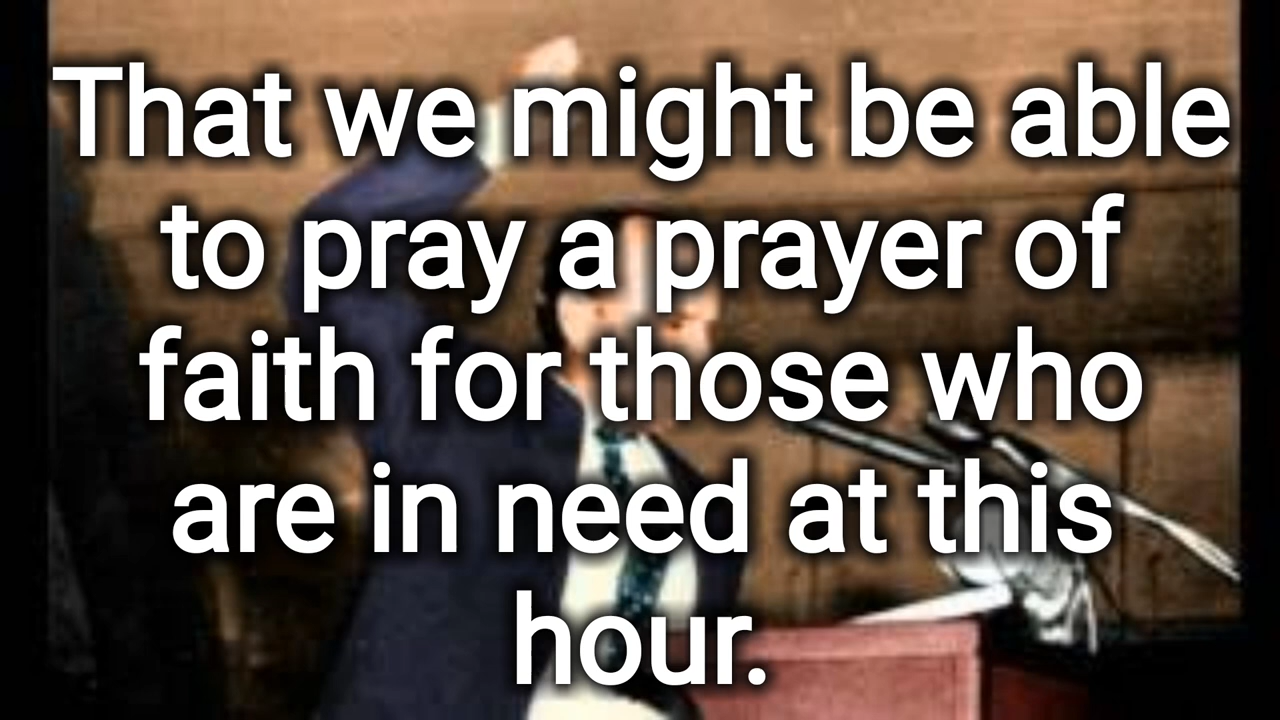 That we might be able
to pray a prayer of
faith for those who
are in need at this
hour.